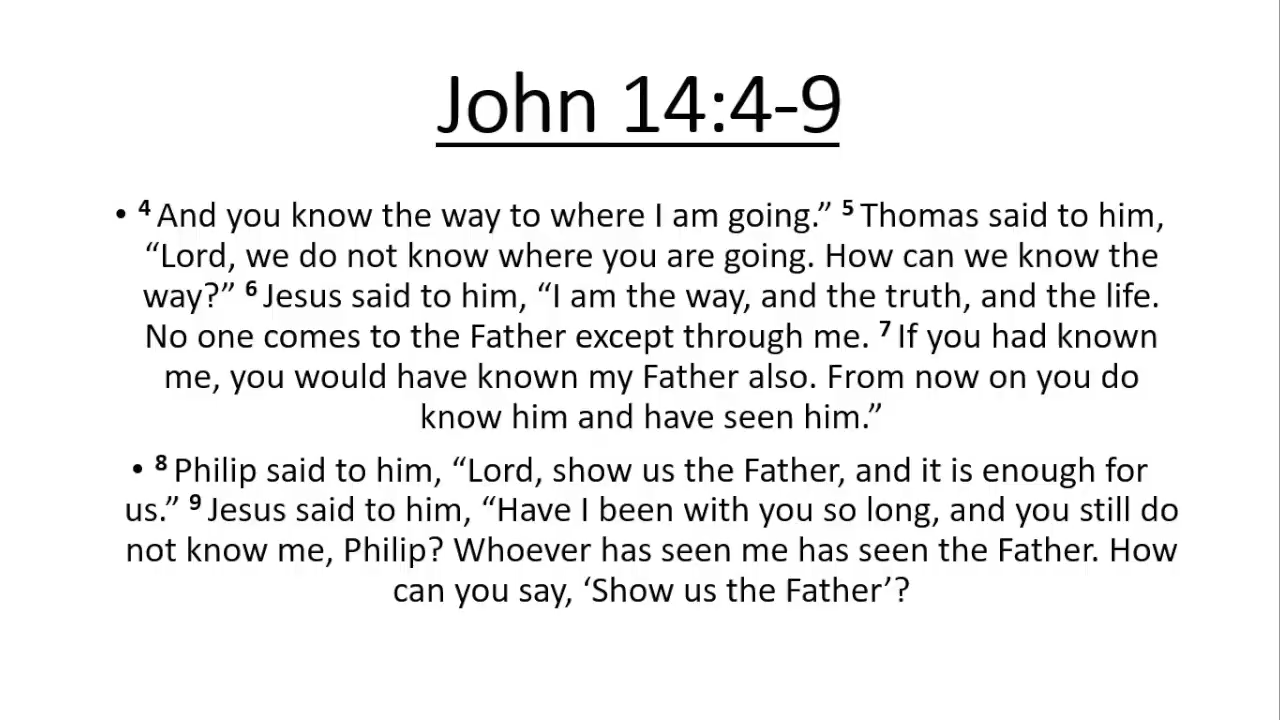 John 14:4-9
• 4 And you know the way to where I am going.” 5 Thomas said to him,
“Lord, we do not know where you are going. How can we know the
way?” 6 Jesus said to him, “I am the way, and the truth, and the life.
No one comes to the Father except through me. 7 If you had known
me, you would have known my Father also. From now on you do
know him and have seen him.”
• 8 Philip said to him, “Lord, show us the Father, and it is enough for
us.” 9 Jesus said to him, “Have I been with you so long, and you still do
not know me, Philip? Whoever has seen me has seen the Father. How
can you say, ‘Show us the Father’?